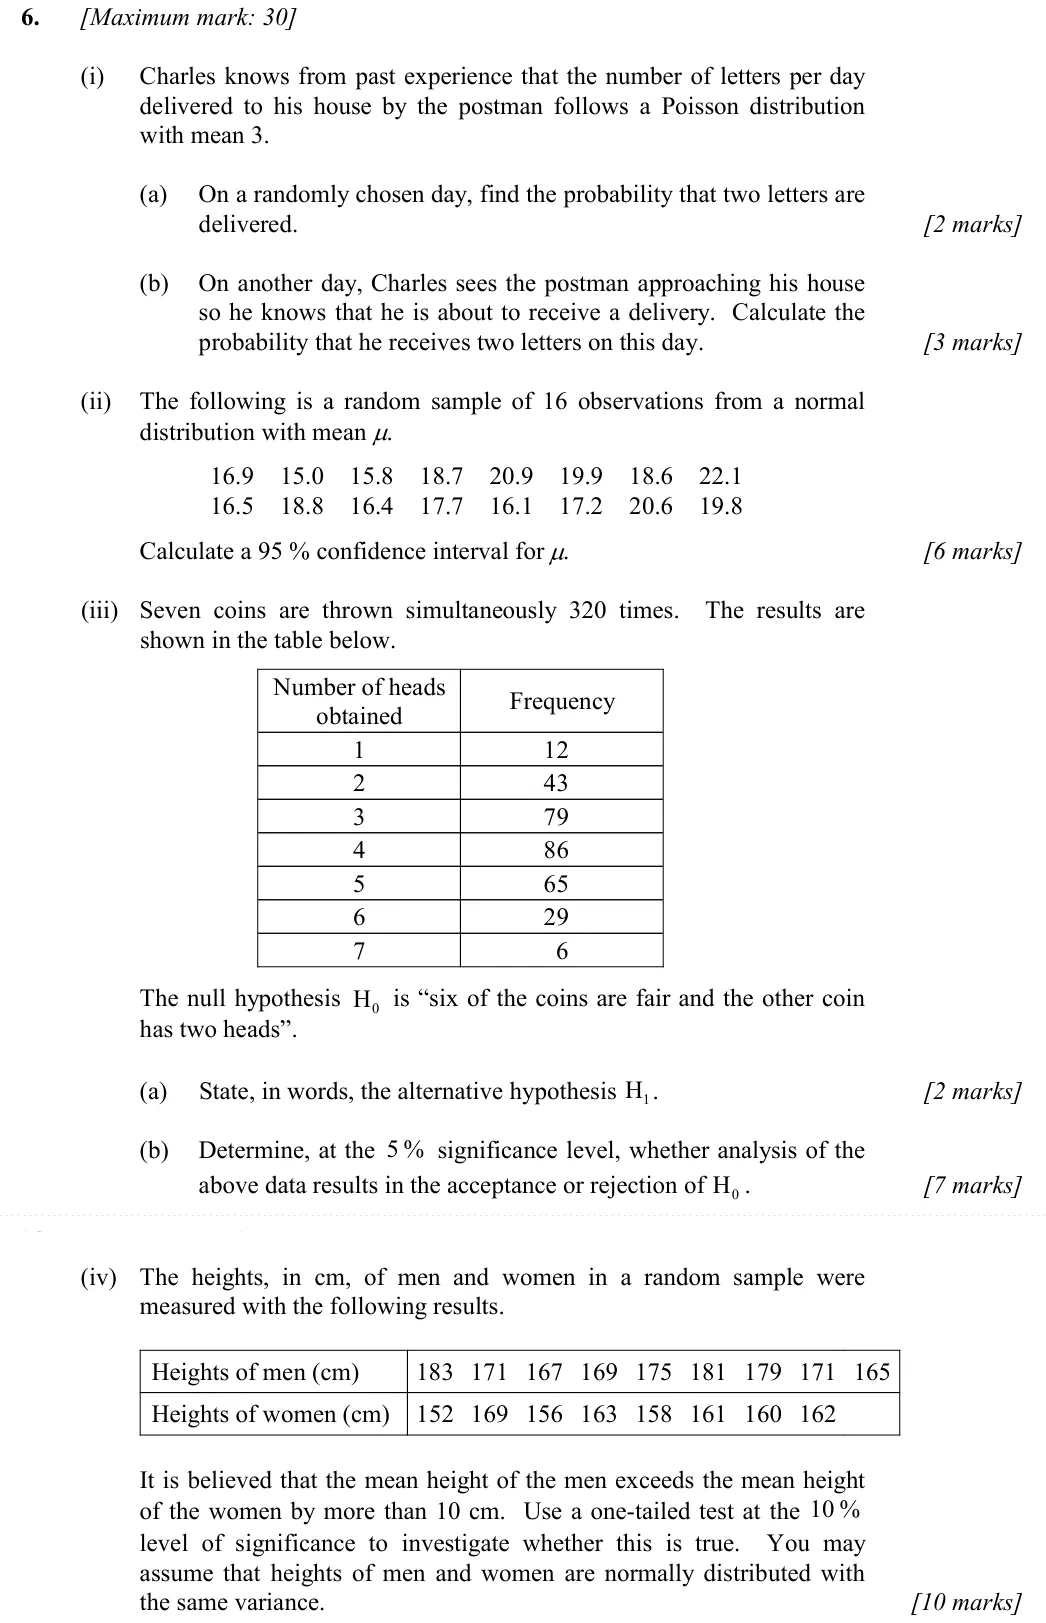 6. [Maximum mark: 30]
(i) Charles knows from past experience that the number of letters per day
delivered to his house by the postman follows a Poisson distribution
with mean 3.
(a) On a randomly chosen day, find the probability that two letters are
delivered. [2 marks]
(b) On another day, Charles sees the postman approaching his house
so he knows that he is about to receive a delivery. Calculate the
probability that he receives two letters on this day. [3 marks]
(ii) The following is a random sample of 16 observations from a normal
distribution with mean μ.
16.9 15.0 15.8 18.7 20.9 19.9 18.6 22.1
16.5 18.8 16.4 17.7 16.1 17.2 20.6 19.8
Calculate a 95 % confidence interval for μ. [6 marks]
(iii) Seven coins are thrown simultaneously 320 times. The results are
shown in the table below.
Number of heads
obtained Frequency
1 12
2 43
3 79
4 86
5 65
6 29
7 6
The null hypothesis H₀ is “six of the coins are fair and the other coin
has two heads”.
(a) State, in words, the alternative hypothesis H₁. [2 marks]
(b) Determine, at the 5 % significance level, whether analysis of the
above data results in the acceptance or rejection of H₀. [7 marks]
(iv) The heights, in cm, of men and women in a random sample were
measured with the following results.
Heights of men (cm) 183 171 167 169 175 181 179 171 165
Heights of women (cm) 152 169 156 163 158 161 160 162
It is believed that the mean height of the men exceeds the mean height
of the women by more than 10 cm. Use a one-tailed test at the 10 %
level of significance to investigate whether this is true. You may
assume that heights of men and women are normally distributed with
the same variance. [10 marks]